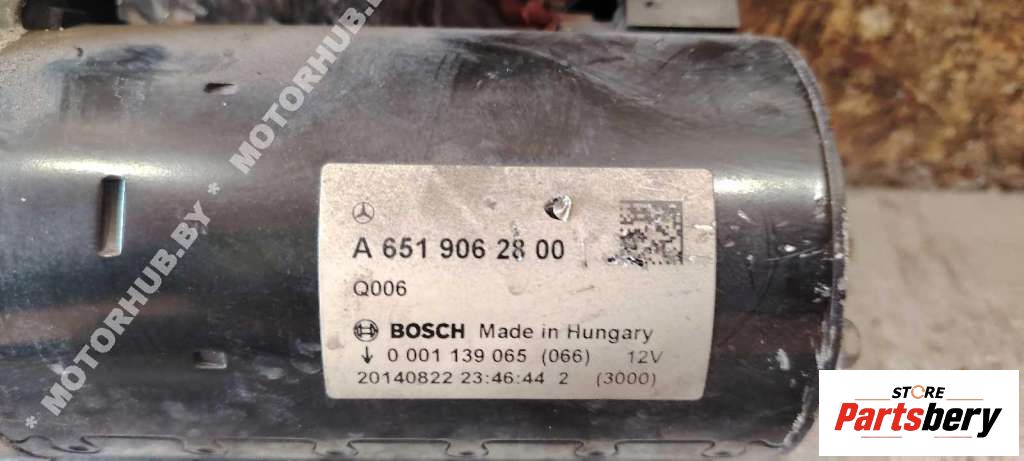 * MOTORHUB.BY * MOTORHUB.BY
A 651 906 28 00
Q006
BOSCH Made in Hungary
0 001 139 065 (066) 12V
20140822 23:46:44 2 (3000)
STORE
Partsbery